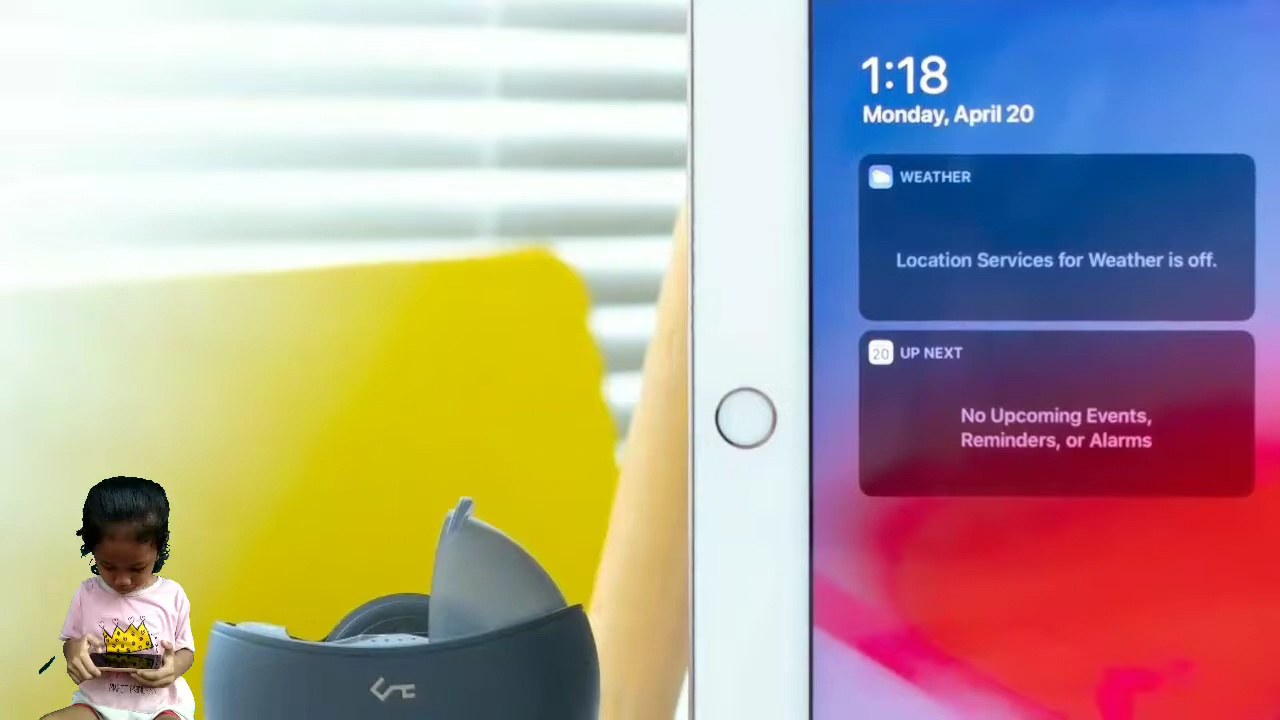 1:18
Monday, April 20
WEATHER
Location Services for Weather is off.
20
UP NEXT
No Upcoming Events,
Reminders, or Alarms